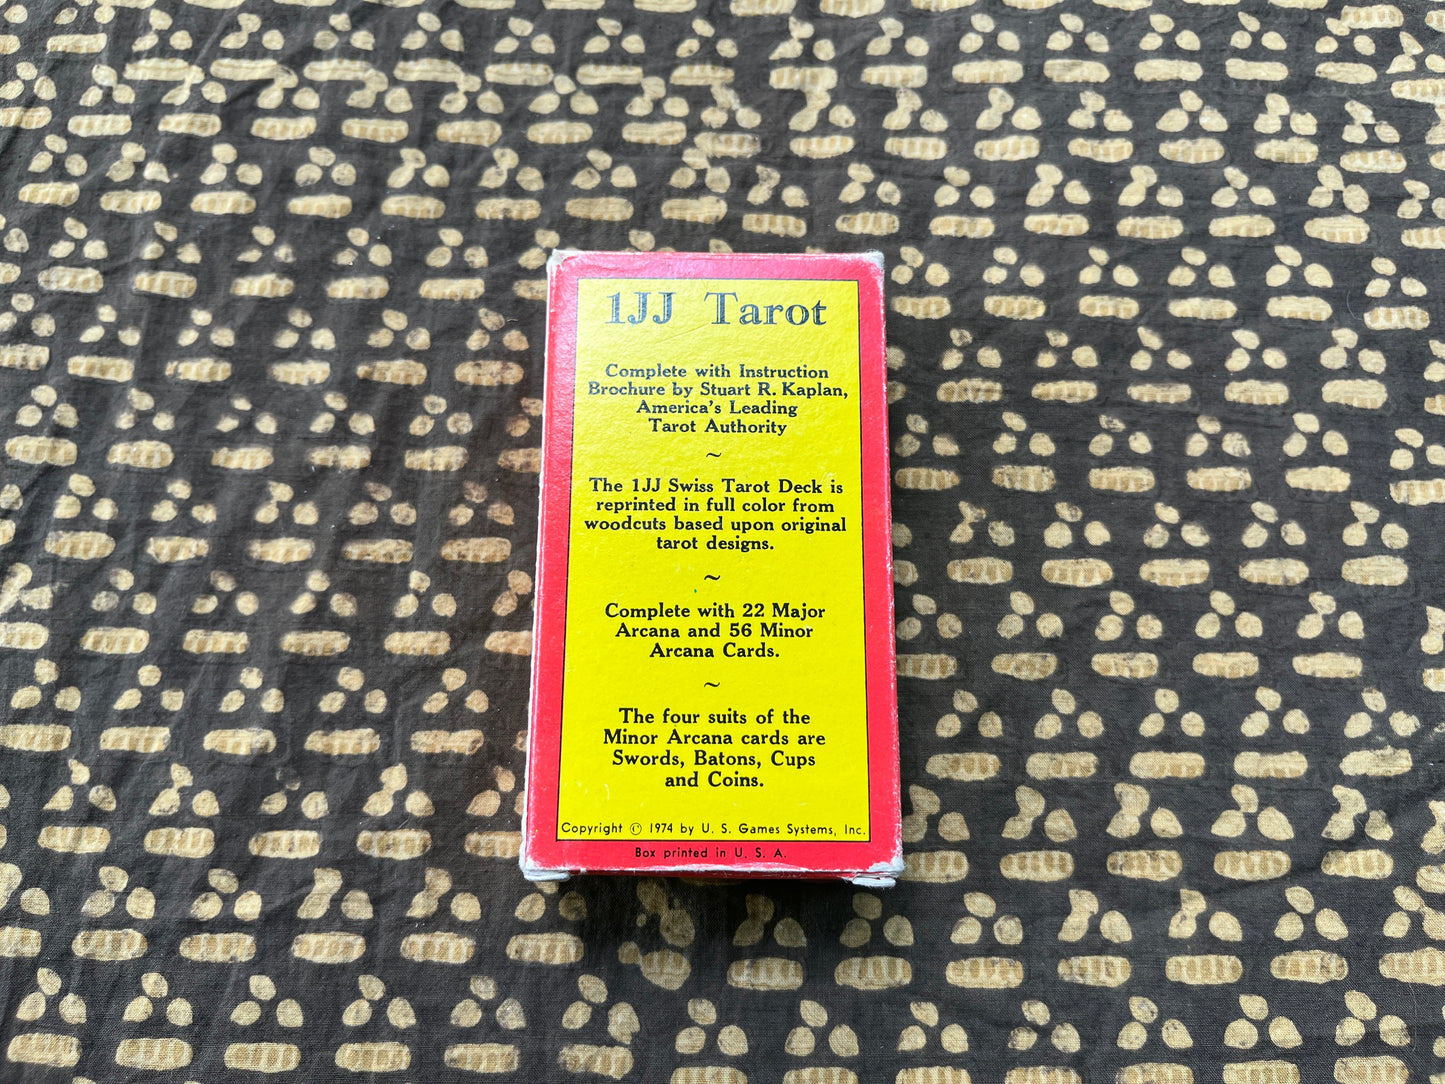 1JJ Tarot
Complete with Instruction
Brochure by Stuart R. Kaplan,
America's Leading
Tarot Authority
~
The 1JJ Swiss Tarot Deck is
reprinted in full color from
woodcuts based upon original
tarot designs.
~
Complete with 22 Major
Arcana and 56 Minor
Arcana Cards.
~
The four suits of the
Minor Arcana cards are
Swords, Batons, Cups
and Coins.
Copyright © 1974 by U. S. Games Systems, Inc.
Box printed in U. S. A.